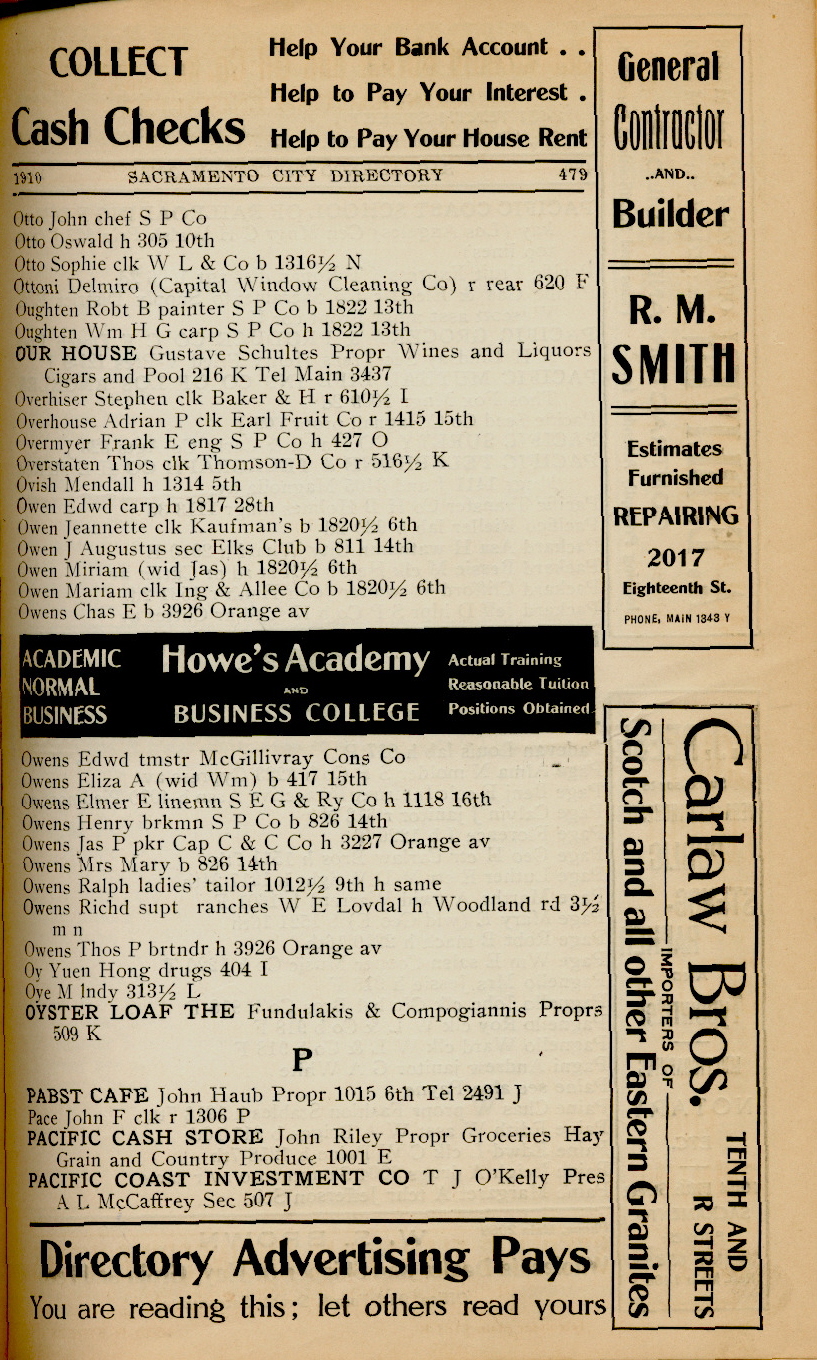 COLLECT
Cash Checks
Help Your Bank Account . .
Help to Pay Your Interest .
Help to Pay Your House Rent
1910 SACRAMENTO CITY DIRECTORY 479
Otto John chef S P Co
Otto Oswald h 305 10th
Otto Sophie clk W L & Co b 1316½ N
Ottoni Delmiro (Capital Window Cleaning Co) r rear 620 F
Oughten Robt B painter S P Co b 1822 13th
Oughten Wm H G carp S P Co h 1822 13th
OUR HOUSE Gustave Schultes Propr Wines and Liquors
Cigars and Pool 216 K Tel Main 3437
Overhiser Stephen clk Baker & H r 610½ I
Overhouse Adrian P clk Earl Fruit Co r 1415 15th
Overmyer Frank E eng S P Co h 427 O
Overstaten Thos clk Thomson-D Co r 516½ K
Ovish Mendall h 1314 5th
Owen Edwd carp h 1817 28th
Owen Jeannette clk Kaufman's b 1820½ 6th
Owen J Augustus sec Elks Club b 811 14th
Owen Miriam (wid Jas) h 1820½ 6th
Owen Mariam clk Ing & Allee Co b 1820½ 6th
Owens Chas E b 3926 Orange av
ACADEMIC
NORMAL
BUSINESS
Howe's Academy
AND
BUSINESS COLLEGE
Actual Training
Reasonable Tuition
Positions Obtained
Owens Edwd tmstr McGillivray Cons Co
Owens Eliza A (wid Wm) b 417 15th
Owens Elmer E linemn S E G & Ry Co h 1118 16th
Owens Henry brkmn S P Co b 826 14th
Owens Jas P pkr Cap C & C Co h 3227 Orange av
Owens Mrs Mary b 826 14th
Owens Ralph ladies' tailor 1012½ 9th h same
Owens Richd supt ranches W E Lovdal h Woodland rd 3½
m n
Owens Thos P brtndr h 3926 Orange av
Oy Yuen Hong drugs 404 I
Oye M lndy 313½ L
OYSTER LOAF THE Fundulakis & Compogiannis Proprs
509 K
P
PABST CAFE John Haub Propr 1015 6th Tel 2491 J
Pace John F clk r 1306 P
PACIFIC CASH STORE John Riley Propr Groceries Hay
Grain and Country Produce 1001 E
PACIFIC COAST INVESTMENT CO T J O'Kelly Pres
A L McCaffrey Sec 507 J
Directory Advertising Pays
You are reading this; let others read yours
General
Contractor
..AND..
Builder
R. M.
SMITH
Estimates
Furnished
REPAIRING
2017
Eighteenth St.
PHONE, MAIN 1343 Y
Carlaw Bros.
TENTH AND
R STREETS
IMPORTERS OF
Scotch and all other Eastern Granites